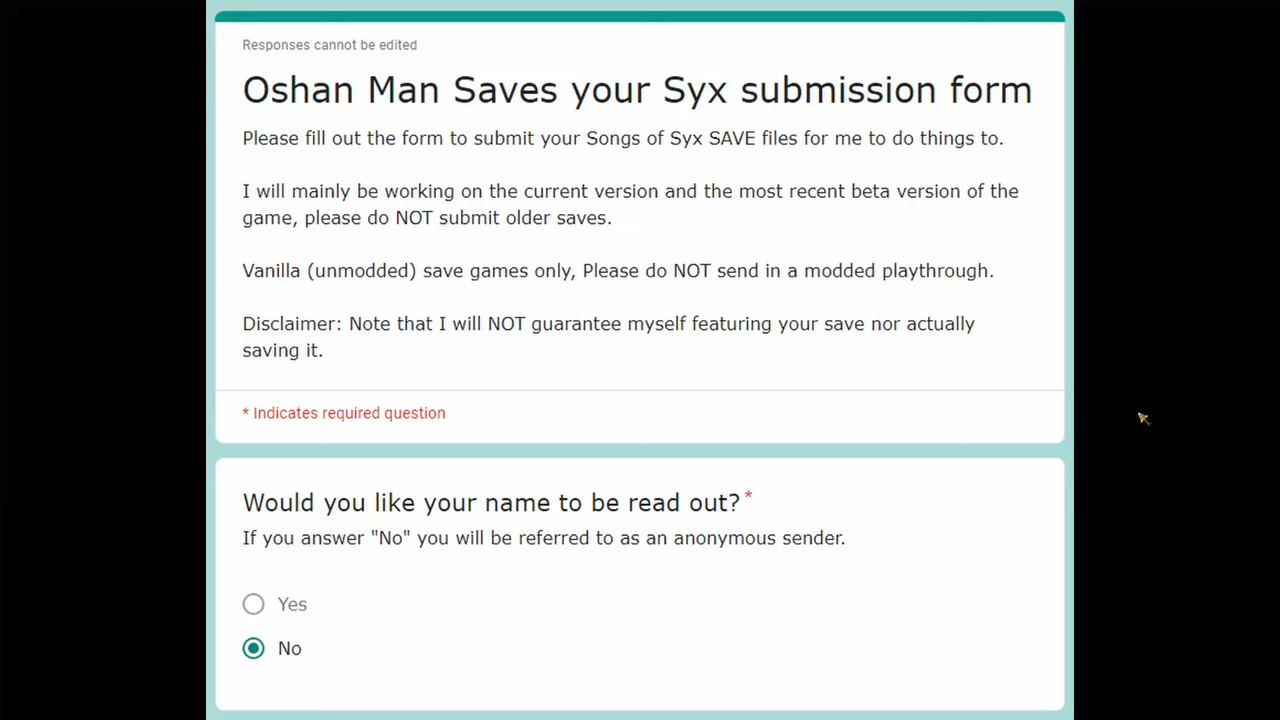 Responses cannot be edited
Oshan Man Saves your Syx submission form
Please fill out the form to submit your Songs of Syx SAVE files for me to do things to.
I will mainly be working on the current version and the most recent beta version of the
game, please do NOT submit older saves.
Vanilla (unmodded) save games only, Please do NOT send in a modded playthrough.
Disclaimer: Note that I will NOT guarantee myself featuring your save nor actually
saving it.
* Indicates required question
Would you like your name to be read out? *
If you answer "No" you will be referred to as an anonymous sender.
Yes
No